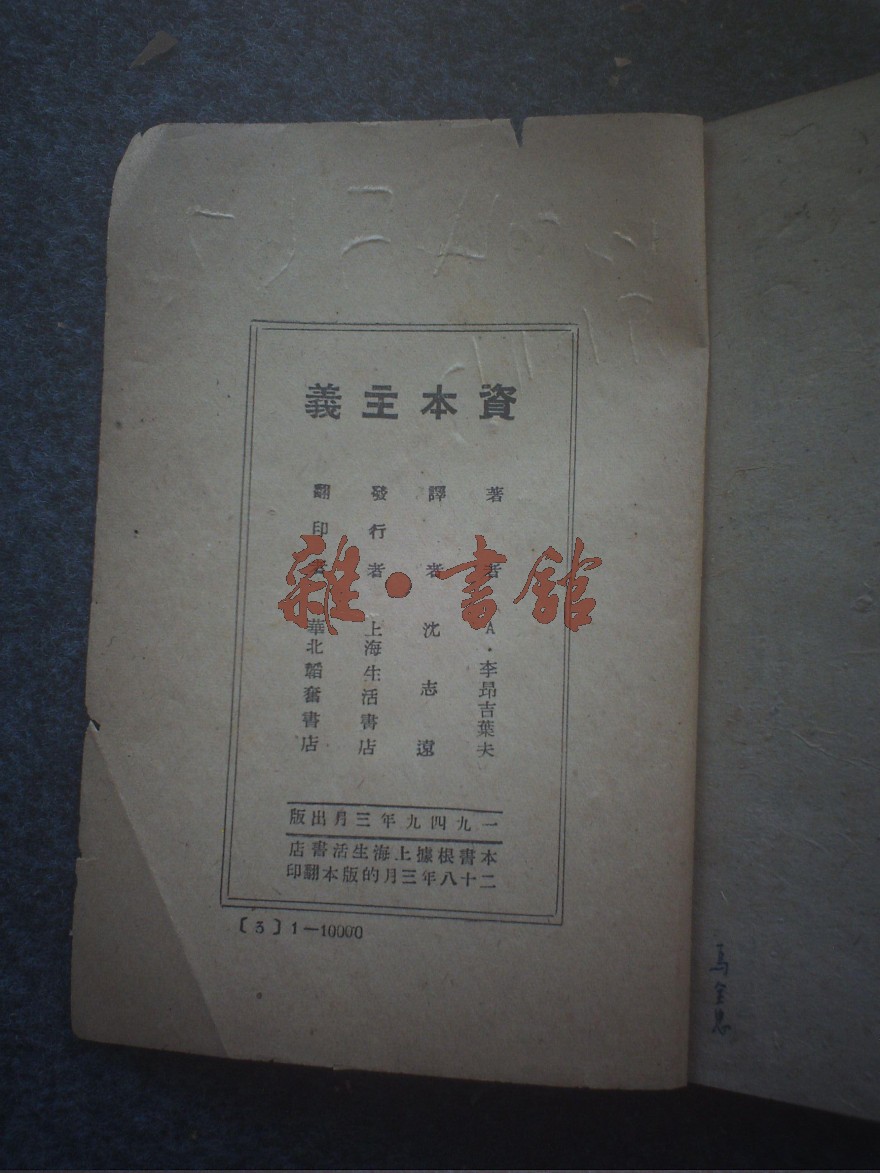 資本主義
著者 A·李昂吉葉夫
譯者 沈志遠
發行者 上海生活書店
翻印者 華北韜奮書店
一九四九年三月出版
本書根據上海生活書店
二十八年三月的版本翻印
〔3〕1—10000
雜·書館